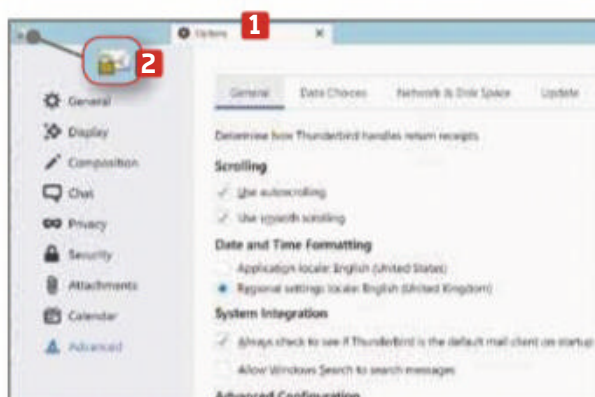 Options 1
2
General
Display
Composition
Chat
Privacy
Security
Attachments
Calendar
Advanced
General Data Choices Network & Disk Space Update
Determine how Thunderbird handles return receipts
Scrolling
Use autoscrolling
Use smooth scrolling
Date and Time Formatting
Application locale: English (United States)
Regional settings locale: English (United Kingdom)
System Integration
Always check to see if Thunderbird is the default mail client on startup
Allow Windows Search to search messages
Advanced Configuration